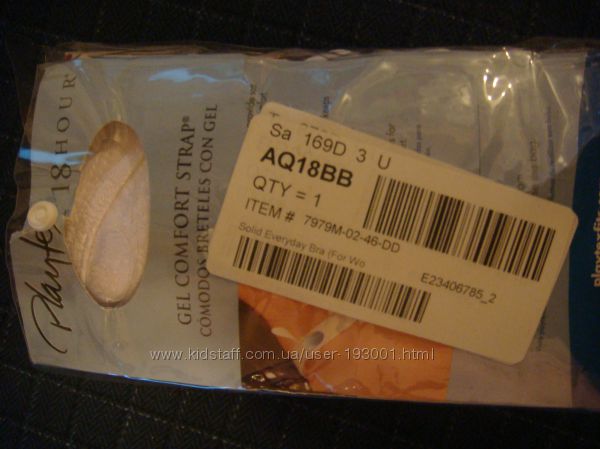 Playtex 18 HOUR®
GEL COMFORT STRAP®
CÓMODOS BRETELES CON GEL
Sa 169D 3 U
AQ18BB
QTY = 1
ITEM # 7979M-02-46-DD
Solid Everyday Bra (For Wo
E23406785_2
www.kidstaff.com.ua/user-193001.html